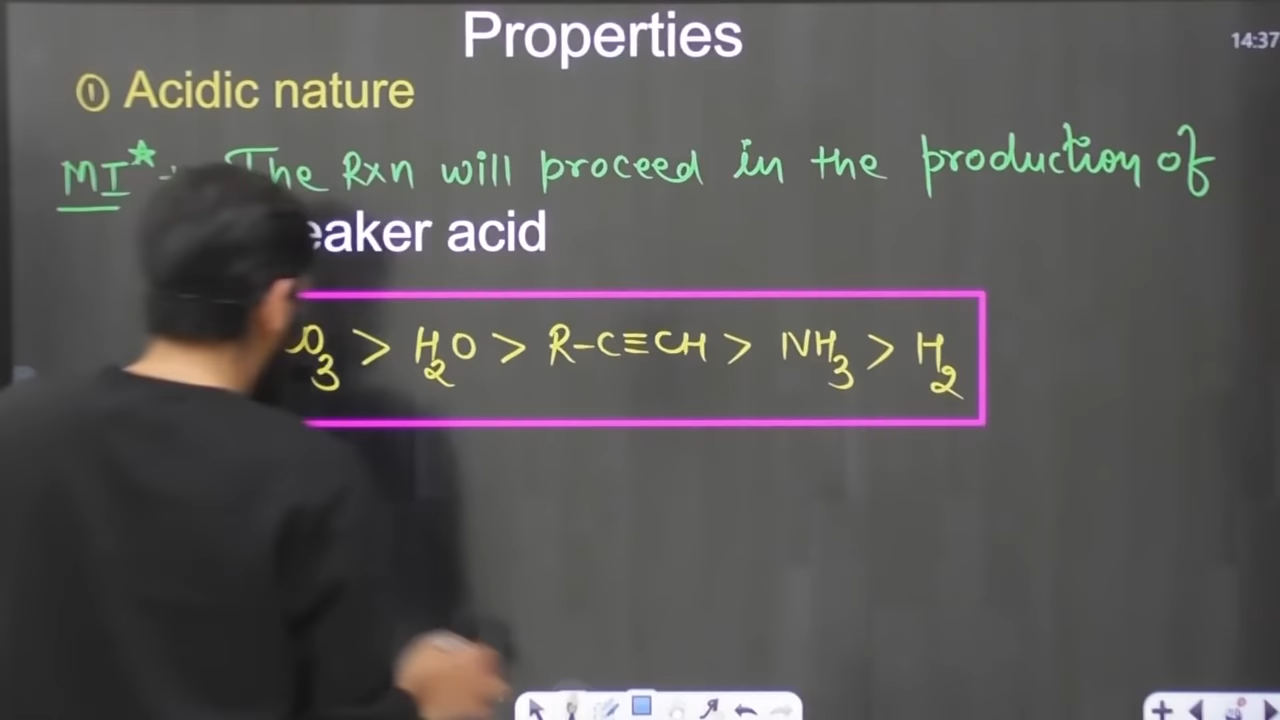 Properties
14:37
① Acidic nature
MI*:- The Rxn will proceed in the production of
eaker acid
O₃ > H₂O > R-C≡CH > NH₃ > H₂